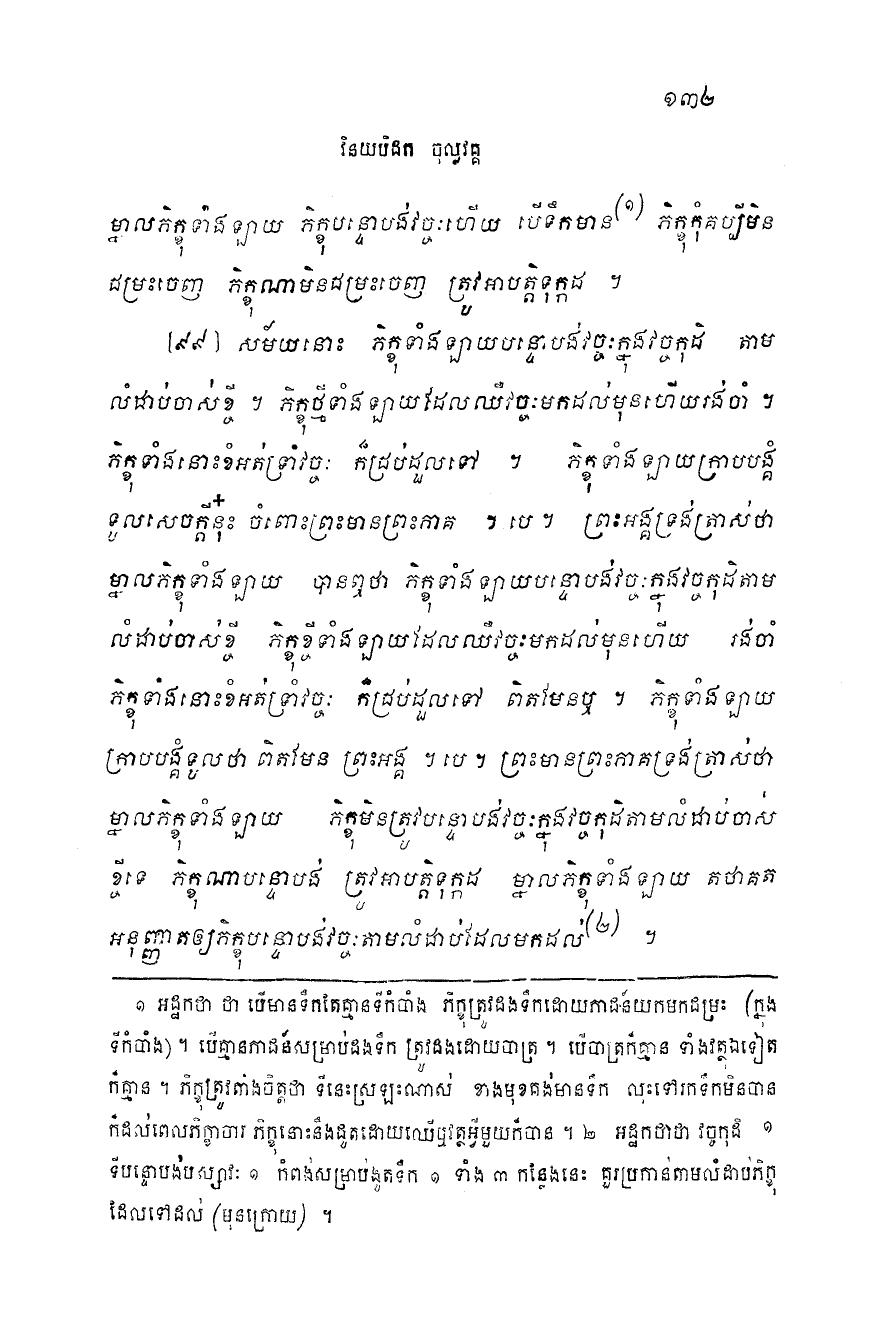 ១៣២
វិនយបិដក ចុល្លវគ្គ
ម្នាលភិក្ខុទាំងឡាយ ភិក្ខុបន្ទោបង់វច្ចៈហើយ បើទឹកមាន(១) ភិក្ខុកុំគប្បីមិន
ជម្រះចេញ ភិក្ខុណាមិនជម្រះចេញ ត្រូវអាបត្តិទុក្កដ ។
[៩៩] សម័យនោះ ភិក្ខុទាំងឡាយបន្ទោបង់វច្ចៈក្នុងវច្ចកុដិ តាម
លំដាប់ចាស់ខ្ចី ។ ភិក្ខុថ្មីទាំងឡាយដែលឈឺវច្ចៈមកដល់មុនហើយរង់ចាំ ។
ភិក្ខុទាំងនោះខំអត់ទ្រាំវច្ចៈ ក៏ដ្រប់ដួលទៅ ។ ភិក្ខុទាំងឡាយក្រាបបង្គំ
ទូលសេចក្តីនុ៎ះ ចំពោះព្រះមានព្រះភាគ ។ បេ ។ ព្រះអង្គទ្រង់ត្រាស់ថា
ម្នាលភិក្ខុទាំងឡាយ បានឮថា ភិក្ខុទាំងឡាយបន្ទោបង់វច្ចៈក្នុងវច្ចកុដិតាម
លំដាប់ចាស់ខ្ចី ភិក្ខុខ្ចីទាំងឡាយដែលឈឺវច្ចៈមកដល់មុនហើយ រង់ចាំ
ភិក្ខុទាំងនោះខំអត់ទ្រាំវច្ចៈ ក៏ដ្រប់ដួលទៅ ពិតមែនឬ ។ ភិក្ខុទាំងឡាយ
ក្រាបបង្គំទូលថា ពិតមែន ព្រះអង្គ ។ បេ ។ ព្រះមានព្រះភាគទ្រង់ត្រាស់ថា
ម្នាលភិក្ខុទាំងឡាយ ភិក្ខុមិនត្រូវបន្ទោបង់វច្ចៈក្នុងវច្ចកុដិតាមលំដាប់ចាស់
ខ្ចីទេ ភិក្ខុណាបន្ទោបង់ ត្រូវអាបត្តិទុក្កដ ម្នាលភិក្ខុទាំងឡាយ តថាគត
អនុញ្ញាតឲ្យភិក្ខុបន្ទោបង់វច្ចៈតាមលំដាប់ដែលមកដល់(២) ។
១ អដ្ឋកថា ថា បើមានទឹកតែគ្មានទីកំបាំង ភិក្ខុត្រូវដងទឹកដោយភាជន៍យកមកជម្រះ (ក្នុង
ទីកំបាំង) ។ បើគ្មានភាជន៍សម្រាប់ដងទឹក ត្រូវដងដោយបាត្រ ។ បើបាត្រក៏គ្មាន ទាំងវត្ថុឯទៀត
ក៏គ្មាន ។ ភិក្ខុត្រូវតាំងចិត្តថា ទីនេះស្រឡះណាស់ ខាងមុខគង់មានទឹក លុះទៅរកទឹកមិនបាន
ក៏ដល់ពេលភិក្ខាចារ ភិក្ខុនោះនឹងជូតដោយឈើឬវត្ថុអ្វីមួយក៏បាន ។ ២ អដ្ឋកថាថា វច្ចកុដិ ១
ទីបន្ទោបង់បស្សាវៈ ១ កំពង់សម្រាប់ងូតទឹក ១ ទាំង ៣ កន្លែងនេះ គួរប្រកាន់តាមលំដាប់ភិក្ខុ
ដែលទៅដល់ (មុនក្រោយ) ។